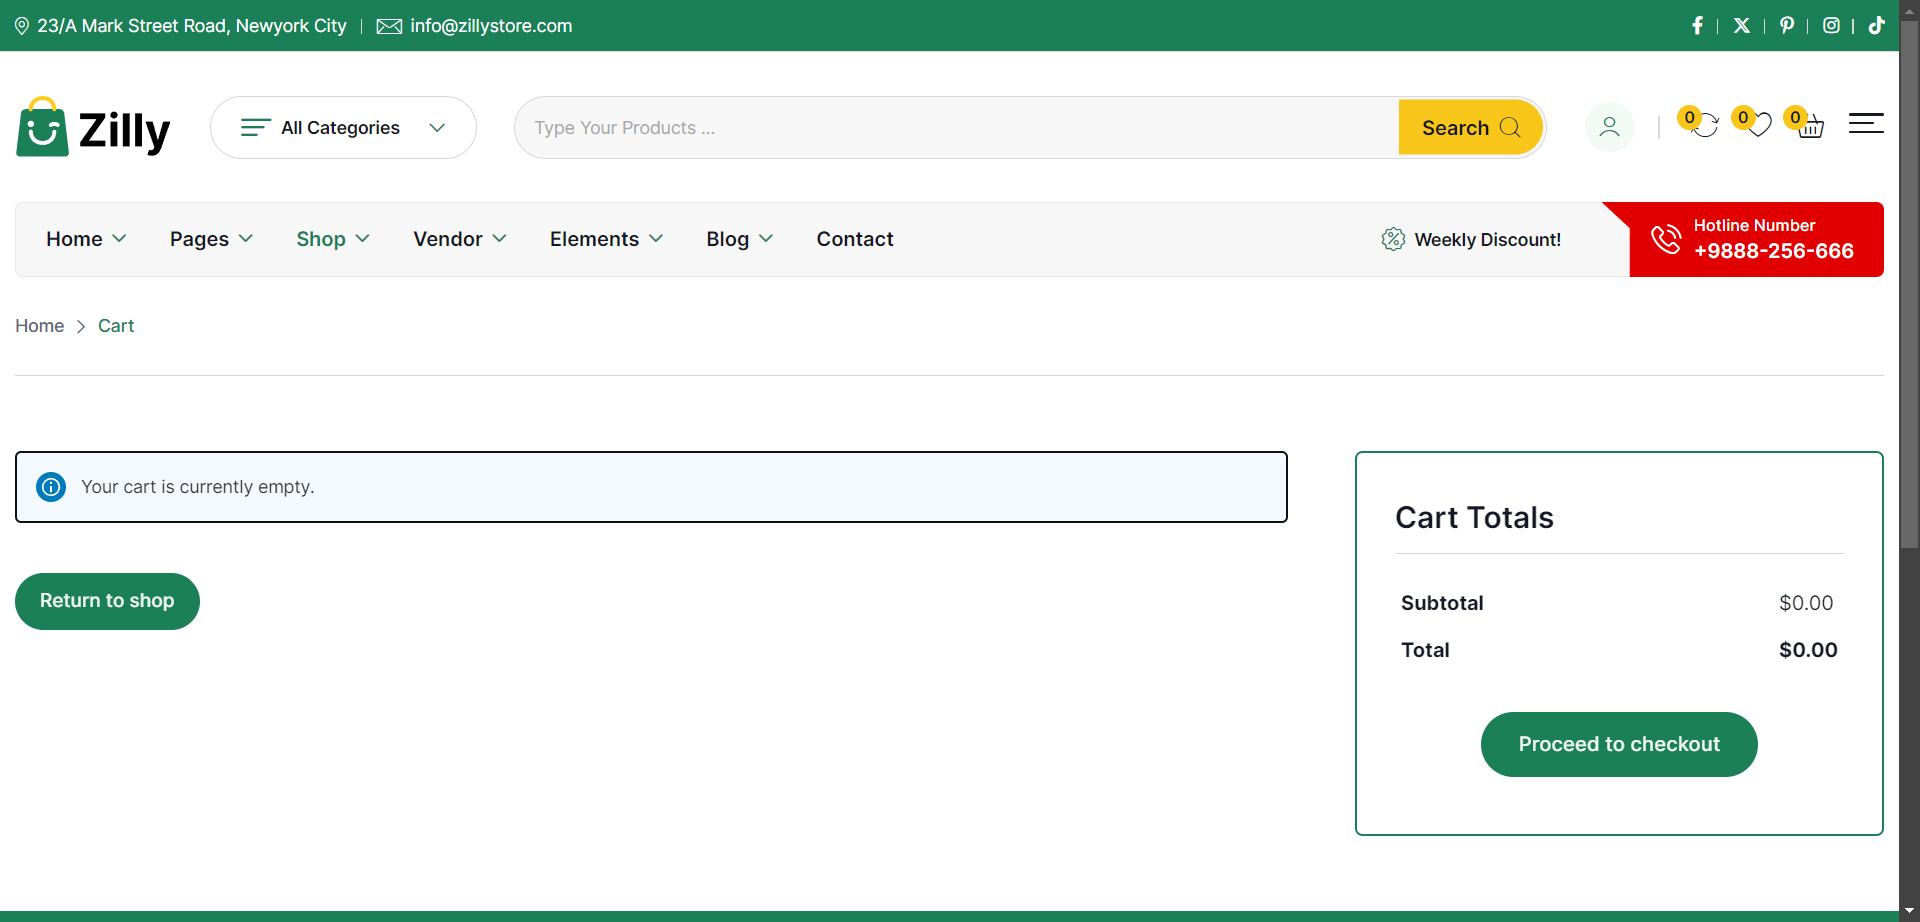 23/A Mark Street Road, Newyork City
info@zillystore.com
Zilly
All Categories
Type Your Products ...
Search
0
0
0
Home
Pages
Shop
Vendor
Elements
Blog
Contact
Weekly Discount!
Hotline Number
+9888-256-666
Home
Cart
Your cart is currently empty.
Return to shop
Cart Totals
Subtotal $0.00
Total $0.00
Proceed to checkout